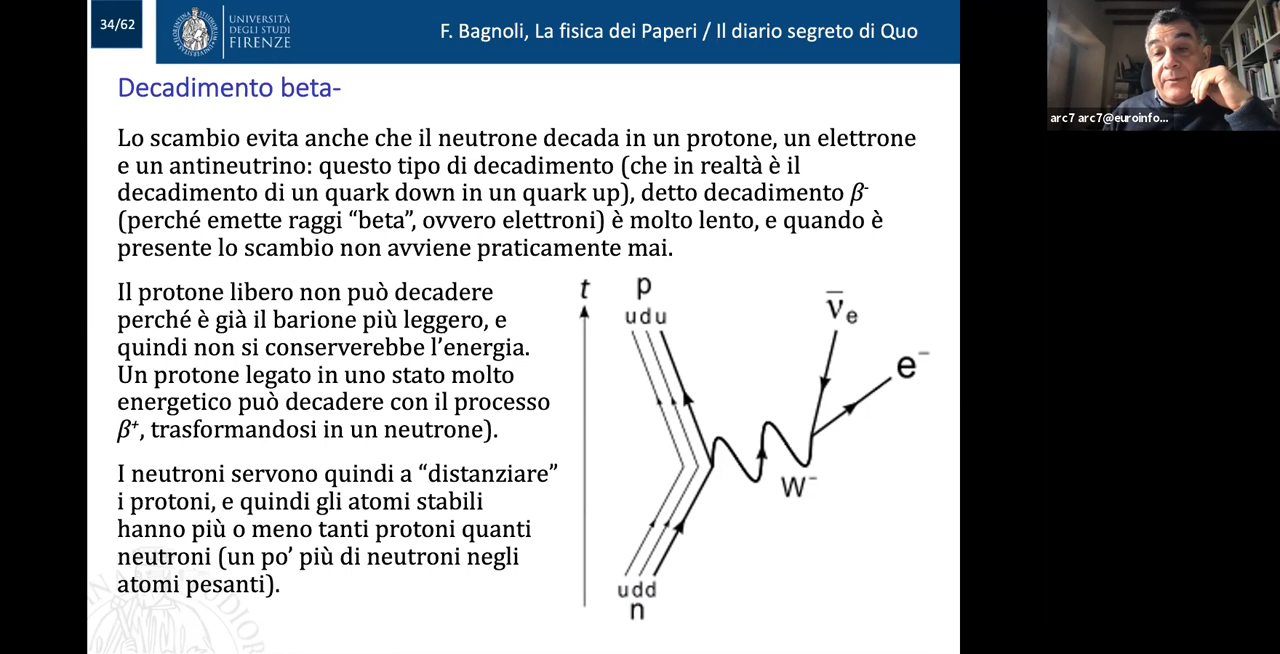 34/62
UNIVERSITÀ
DEGLI STUDI
FIRENZE
F. Bagnoli, La fisica dei Paperi / Il diario segreto di Quo
arc7 arc7@euroinfo...
Decadimento beta-
Lo scambio evita anche che il neutrone decada in un protone, un elettrone
e un antineutrino: questo tipo di decadimento (che in realtà è il
decadimento di un quark down in un quark up), detto decadimento β⁻
(perché emette raggi “beta”, ovvero elettroni) è molto lento, e quando è
presente lo scambio non avviene praticamente mai.
Il protone libero non può decadere
perché è già il barione più leggero, e
quindi non si conserverebbe l’energia.
Un protone legato in uno stato molto
energetico può decadere con il processo
β⁺, trasformandosi in un neutrone).
I neutroni servono quindi a “distanziare”
i protoni, e quindi gli atomi stabili
hanno più o meno tanti protoni quanti
neutroni (un po’ più di neutroni negli
atomi pesanti).
t
p
udu
ν̅e
e⁻
W⁻
udd
n